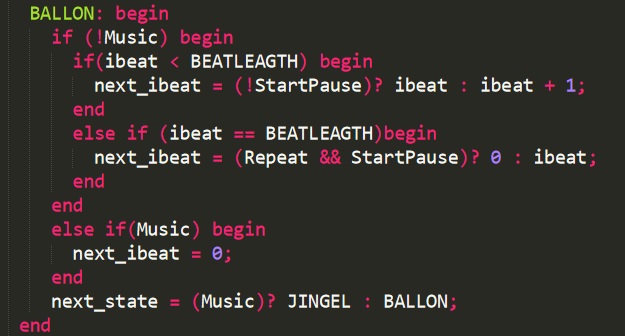 BALLON: begin
if (!Music) begin
if(ibeat < BEATLEAGTH) begin
next_ibeat = (!StartPause)? ibeat : ibeat + 1;
end
else if (ibeat == BEATLEAGTH)begin
next_ibeat = (Repeat && StartPause)? 0 : ibeat;
end
end
else if(Music) begin
next_ibeat = 0;
end
next_state = (Music)? JINGEL : BALLON;
end